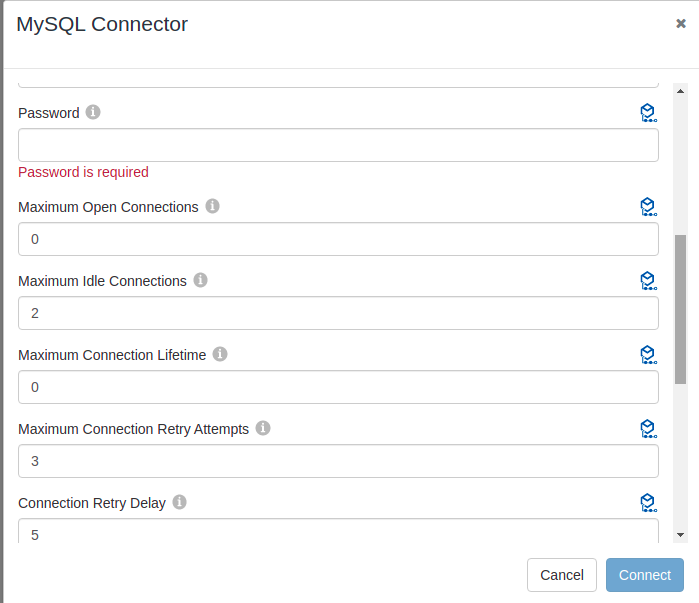 MySQL Connector
Password
Password is required
Maximum Open Connections
0
Maximum Idle Connections
2
Maximum Connection Lifetime
0
Maximum Connection Retry Attempts
3
Connection Retry Delay
5
Cancel Connect